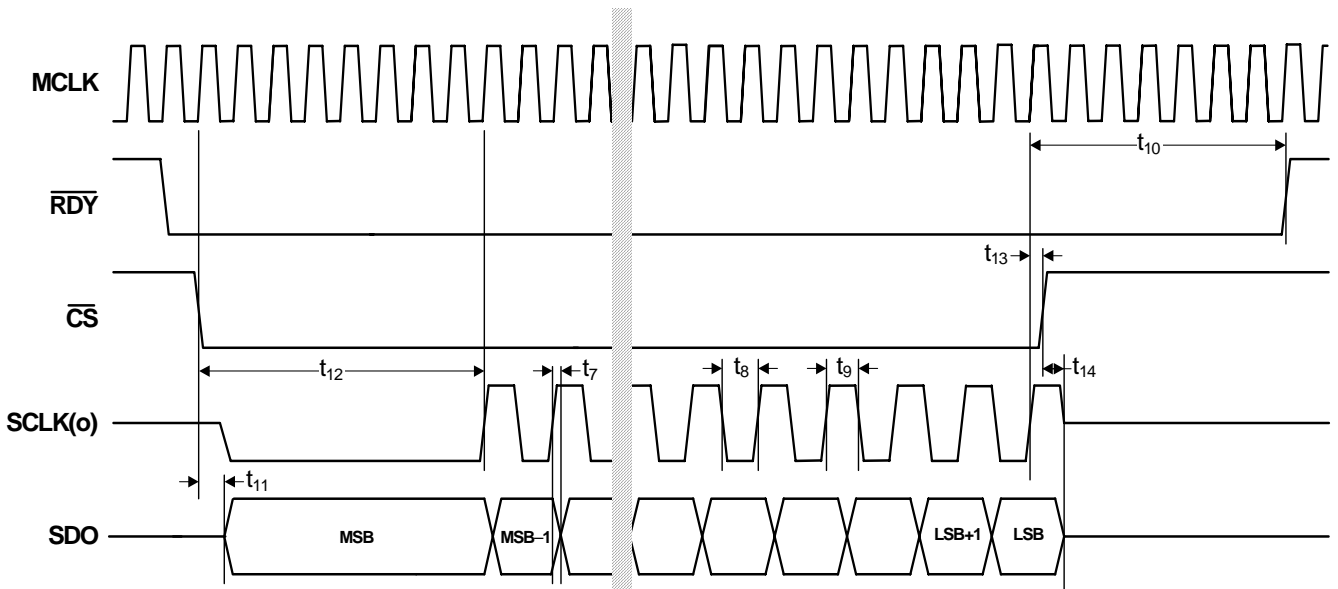 MCLK
t10
RDY
t13
CS
t12
t7
t8
t9
t14
SCLK(o)
t11
SDO
MSB
MSB–1
LSB+1
LSB